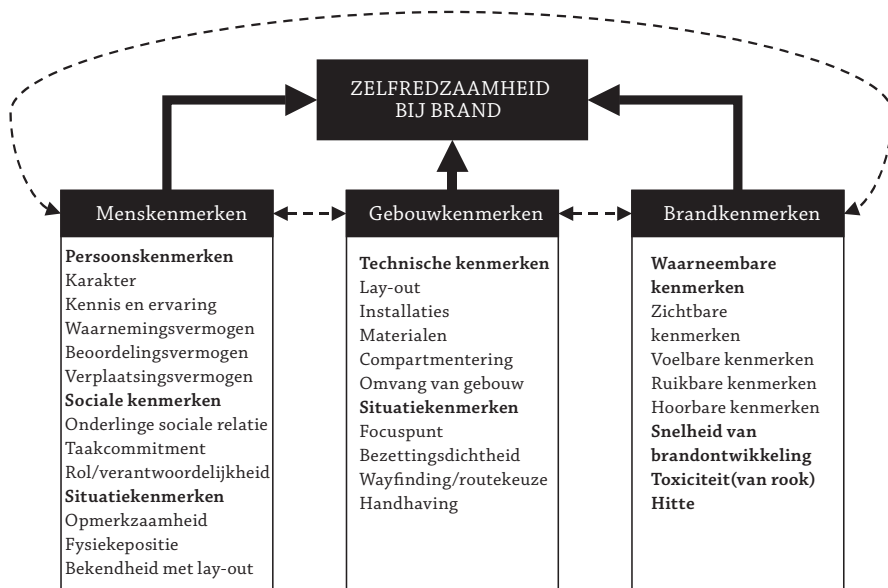 ZELFREDZAAMHEID
BIJ BRAND
Menskenmerken
Persoonskenmerken
Karakter
Kennis en ervaring
Waarnemingsvermogen
Beoordelingsvermogen
Verplaatsingsvermogen
Sociale kenmerken
Onderlinge sociale relatie
Taakcommitment
Rol/verantwoordelijkheid
Situatiekenmerken
Opmerkzaamheid
Fysiekepositie
Bekendheid met lay-out
Gebouwkenmerken
Technische kenmerken
Lay-out
Installaties
Materialen
Compartmentering
Omvang van gebouw
Situatiekenmerken
Focuspunt
Bezettingsdichtheid
Wayfinding/routekeuze
Handhaving
Brandkenmerken
Waarneembare
kenmerken
Zichtbare
kenmerken
Voelbare kenmerken
Ruikbare kenmerken
Hoorbare kenmerken
Snelheid van
brandontwikkeling
Toxiciteit(van rook)
Hitte